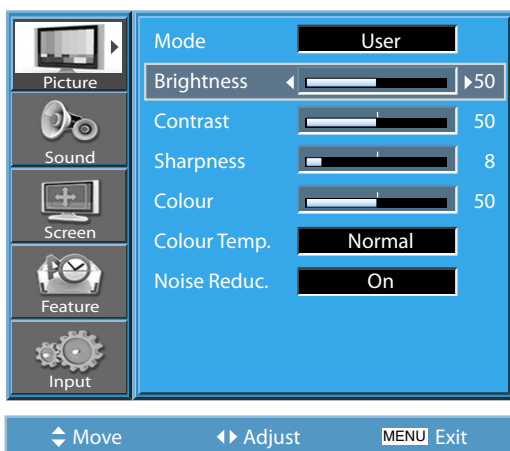 Picture
Sound
Screen
Feature
Input
Mode User
Brightness 50
Contrast 50
Sharpness 8
Colour 50
Colour Temp. Normal
Noise Reduc. On
Move Adjust MENU Exit